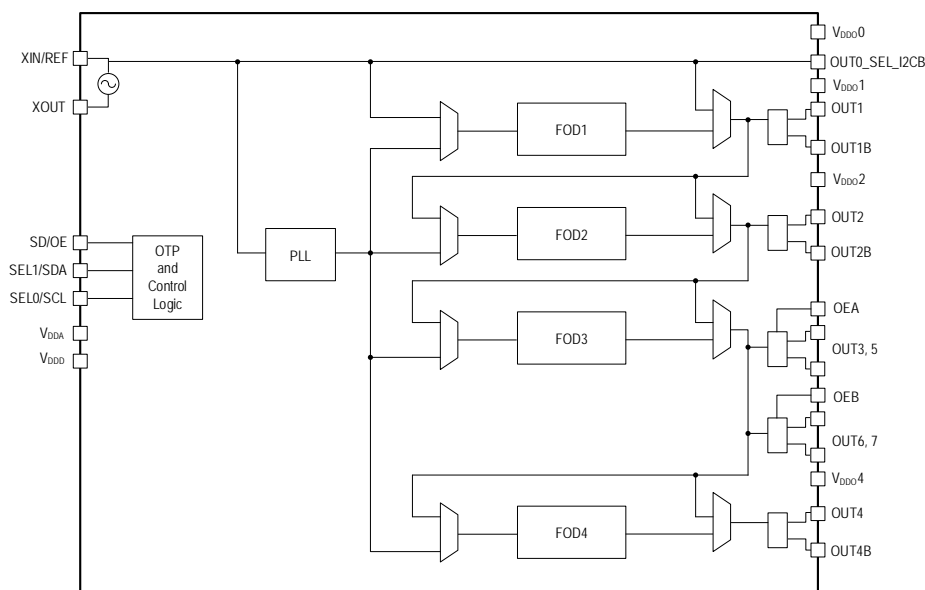 XIN/REF
XOUT
SD/OE
SEL1/SDA
SEL0/SCL
VDDA
VDDD
OTP
and
Control
Logic
PLL
FOD1
FOD2
FOD3
FOD4
VDDO0
OUT0_SEL_I2CB
VDDO1
OUT1
OUT1B
VDDO2
OUT2
OUT2B
OEA
OUT3, 5
OEB
OUT6, 7
VDDO4
OUT4
OUT4B